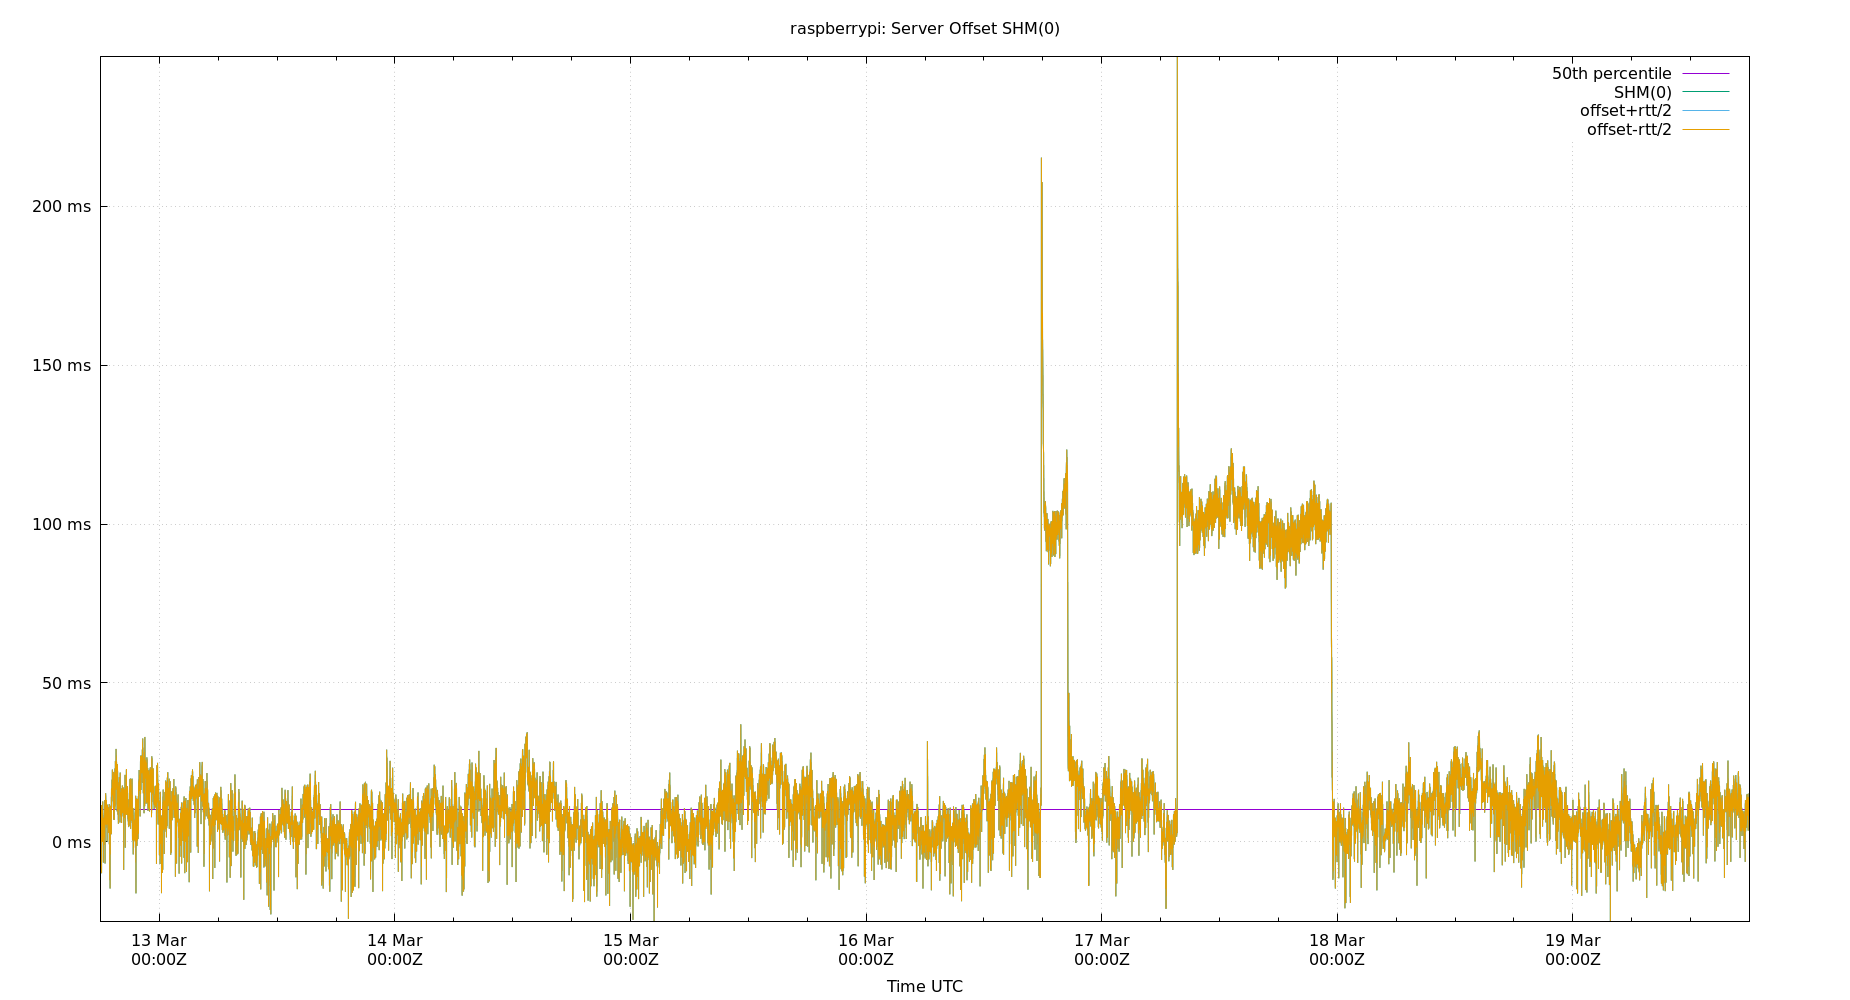 raspberrypi: Server Offset SHM(0)
50th percentile
SHM(0)
offset+rtt/2
offset-rtt/2
200 ms
150 ms
100 ms
50 ms
0 ms
13 Mar 14 Mar 15 Mar 16 Mar 17 Mar 18 Mar 19 Mar
00:00Z 00:00Z 00:00Z 00:00Z 00:00Z 00:00Z 00:00Z
Time UTC